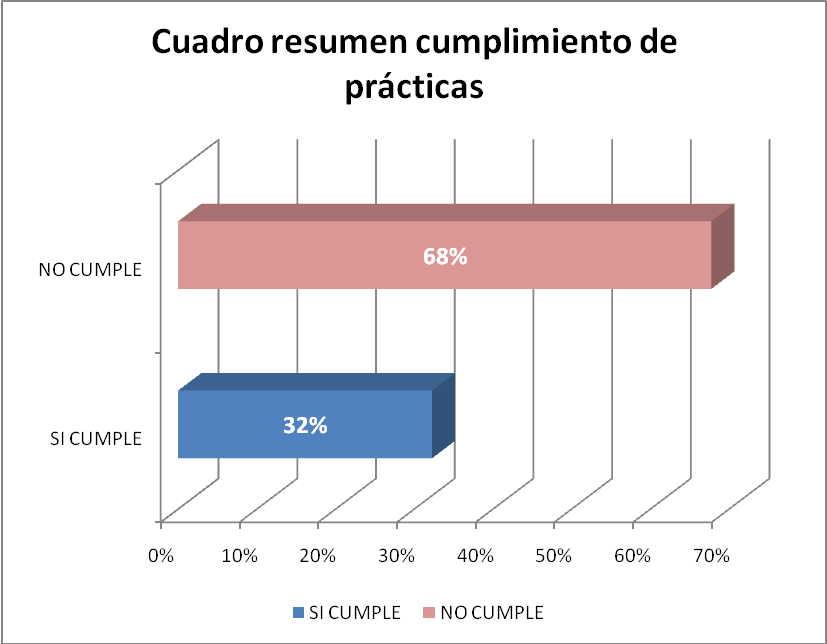 Cuadro resumen cumplimiento de
prácticas
NO CUMPLE
68%
SI CUMPLE
32%
0% 10% 20% 30% 40% 50% 60% 70%
SI CUMPLE NO CUMPLE